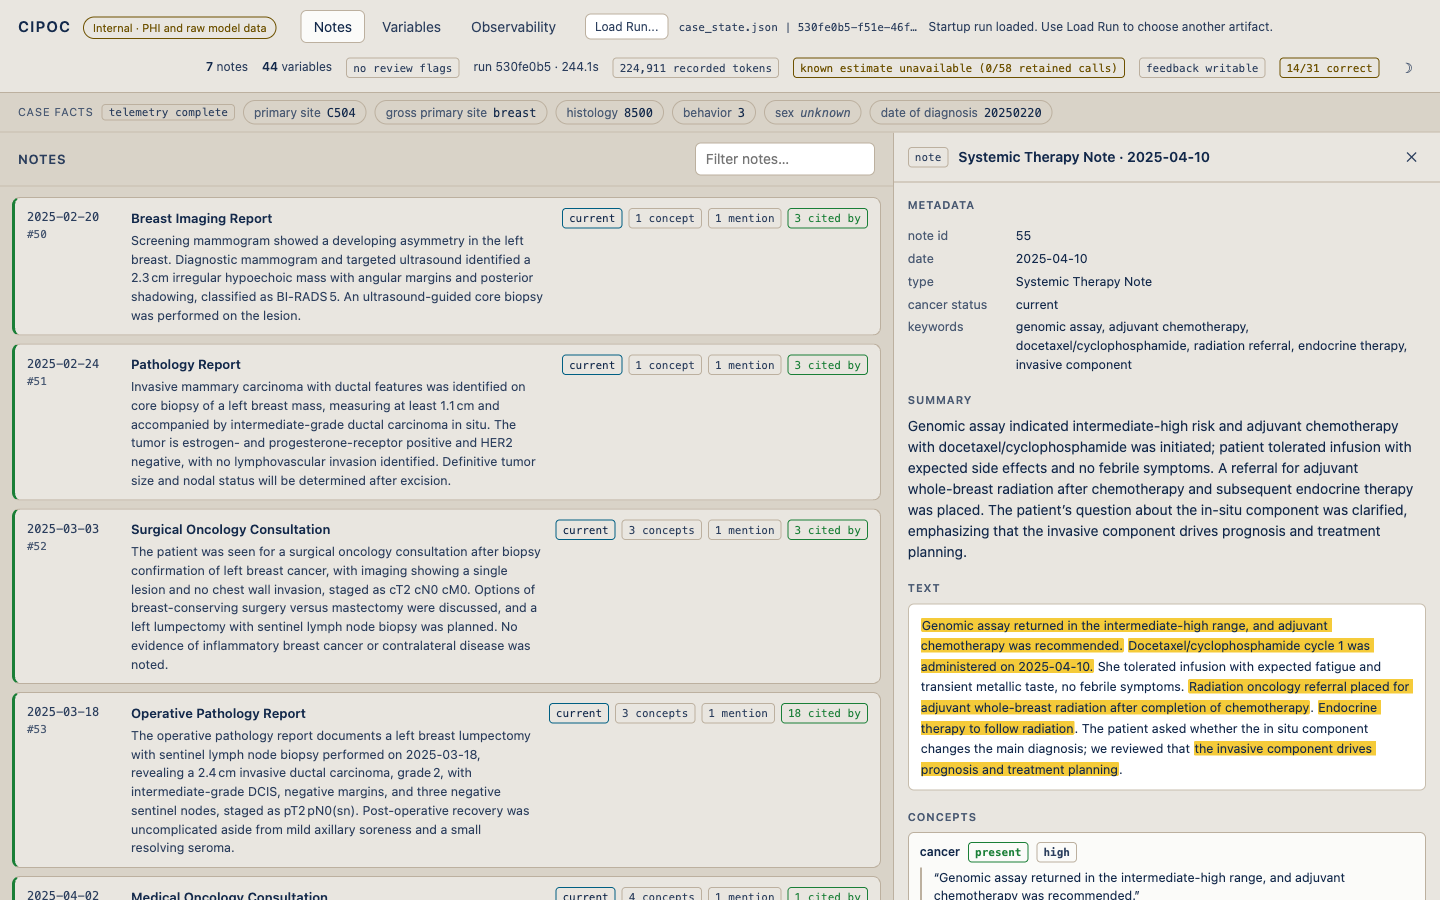 CIPOC Internal · PHI and raw model data Notes Variables Observability Load Run... case_state.json | 530fe0b5-f51e-46f… Startup run loaded. Use Load Run to choose another artifact.
7 notes 44 variables no review flags run 530fe0b5 · 244.1s 224,911 recorded tokens known estimate unavailable (0/58 retained calls) feedback writable 14/31 correct
CASE FACTS telemetry complete primary site C504 gross primary site breast histology 8500 behavior 3 sex unknown date of diagnosis 20250220
NOTES Filter notes...
2025-02-20 Breast Imaging Report current 1 concept 1 mention 3 cited by
#50
Screening mammogram showed a developing asymmetry in the left
breast. Diagnostic mammogram and targeted ultrasound identified a
2.3 cm irregular hypoechoic mass with angular margins and posterior
shadowing, classified as BI-RADS 5. An ultrasound-guided core biopsy
was performed on the lesion.
2025-02-24 Pathology Report current 1 concept 1 mention 3 cited by
#51
Invasive mammary carcinoma with ductal features was identified on
core biopsy of a left breast mass, measuring at least 1.1 cm and
accompanied by intermediate-grade ductal carcinoma in situ. The
tumor is estrogen- and progesterone-receptor positive and HER2
negative, with no lymphovascular invasion identified. Definitive tumor
size and nodal status will be determined after excision.
2025-03-03 Surgical Oncology Consultation current 3 concepts 1 mention 3 cited by
#52
The patient was seen for a surgical oncology consultation after biopsy
confirmation of left breast cancer, with imaging showing a single
lesion and no chest wall invasion, staged as cT2 cN0 cM0. Options of
breast-conserving surgery versus mastectomy were discussed, and a
left lumpectomy with sentinel lymph node biopsy was planned. No
evidence of inflammatory breast cancer or contralateral disease was
noted.
2025-03-18 Operative Pathology Report current 3 concepts 1 mention 18 cited by
#53
The operative pathology report documents a left breast lumpectomy
with sentinel lymph node biopsy performed on 2025-03-18,
revealing a 2.4 cm invasive ductal carcinoma, grade 2, with
intermediate-grade DCIS, negative margins, and three negative
sentinel nodes, staged as pT2 pN0(sn). Post-operative recovery was
uncomplicated aside from mild axillary soreness and a small
resolving seroma.
2025-04-02 Medical Oncology Consultation current 4 concepts 1 mention 1 cited by
note Systemic Therapy Note · 2025-04-10
METADATA
note id 55
date 2025-04-10
type Systemic Therapy Note
cancer status current
keywords genomic assay, adjuvant chemotherapy,
docetaxel/cyclophosphamide, radiation referral, endocrine therapy,
invasive component
SUMMARY
Genomic assay indicated intermediate-high risk and adjuvant chemotherapy
with docetaxel/cyclophosphamide was initiated; patient tolerated infusion with
expected side effects and no febrile symptoms. A referral for adjuvant
whole-breast radiation after chemotherapy and subsequent endocrine therapy
was placed. The patient's question about the in-situ component was clarified,
emphasizing that the invasive component drives prognosis and treatment
planning.
TEXT
Genomic assay returned in the intermediate-high range, and adjuvant
chemotherapy was recommended. Docetaxel/cyclophosphamide cycle 1 was
administered on 2025-04-10. She tolerated infusion with expected fatigue and
transient metallic taste, no febrile symptoms. Radiation oncology referral placed for
adjuvant whole-breast radiation after completion of chemotherapy. Endocrine
therapy to follow radiation. The patient asked whether the in situ component
changes the main diagnosis; we reviewed that the invasive component drives
prognosis and treatment planning.
CONCEPTS
cancer present high
“Genomic assay returned in the intermediate-high range, and adjuvant
chemotherapy was recommended.”